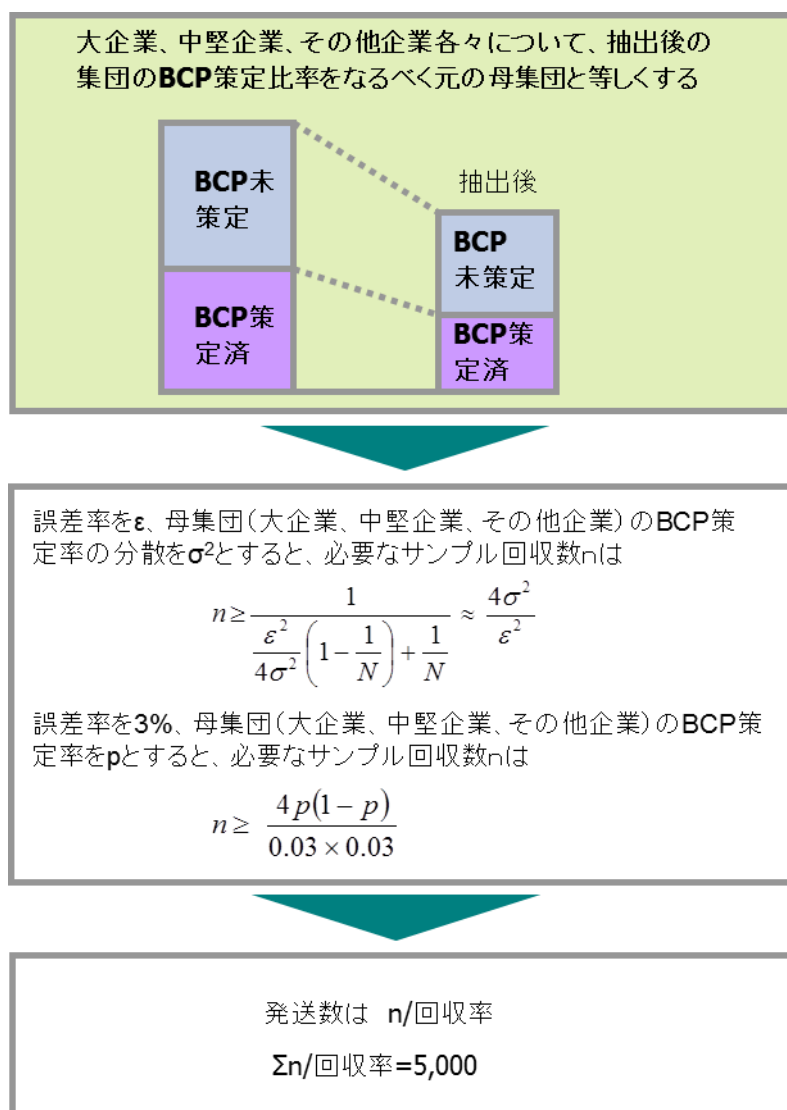 大企業、中堅企業、その他企業各々について、抽出後の
集団のBCP策定比率をなるべく元の母集団と等しくする
BCP未
策定
BCP策
定済
抽出後
BCP
未策定
BCP策
定済
誤差率をε、母集団(大企業、中堅企業、その他企業)のBCP策
定率の分散をσ²とすると、必要なサンプル回収数nは
n ≥ \frac{1}{\frac{ε²}{4σ²}(1-\frac{1}{N})+\frac{1}{N}} ≈ \frac{4σ²}{ε²}
誤差率を3%、母集団(大企業、中堅企業、その他企業)のBCP策
定率をpとすると、必要なサンプル回収数nは
n ≥ \frac{4p(1-p)}{0.03 × 0.03}
発送数は n/回収率
Σn/回収率=5,000